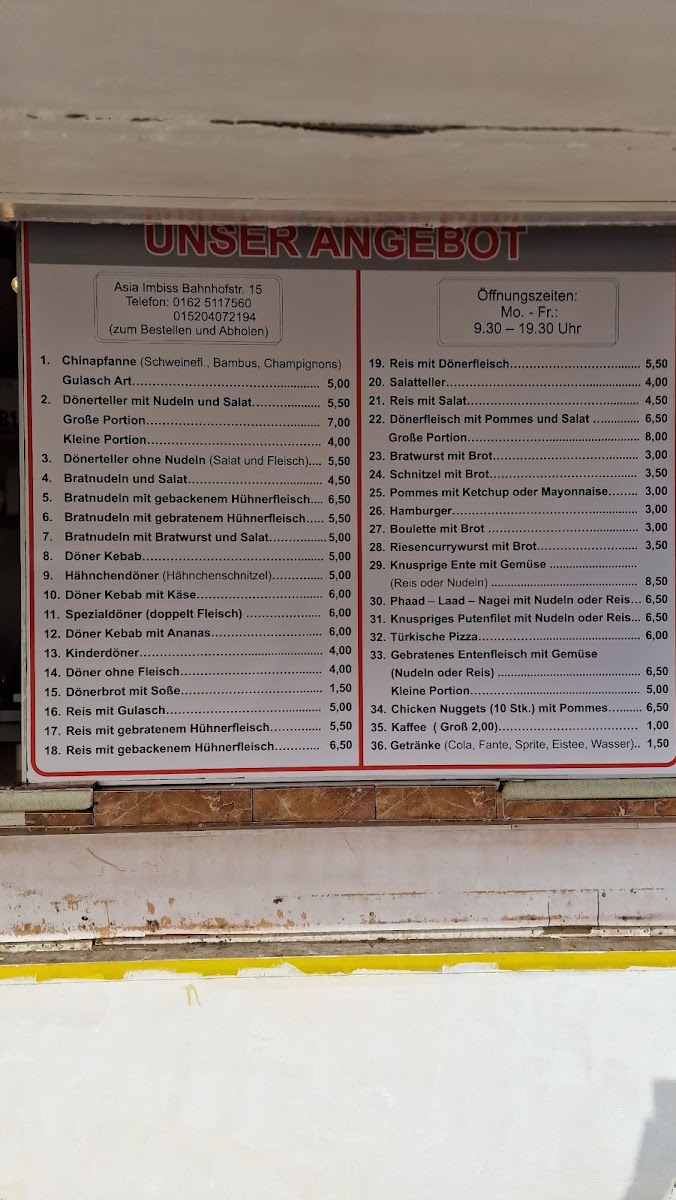 UNSER ANGEBOT
Asia Imbiss Bahnhofstr. 15
Telefon: 0162 5117560
015204072194
(zum Bestellen und Abholen)
1. Chinapfanne (Schweinefl., Bambus, Champignons)
Gulasch Art.................................................. 5,00
2. Dönerteller mit Nudeln und Salat.................. 5,50
Große Portion............................................... 7,00
Kleine Portion............................................... 4,00
3. Dönerteller ohne Nudeln (Salat und Fleisch).... 5,50
4. Bratnudeln und Salat................................... 4,50
5. Bratnudeln mit gebackenem Hühnerfleisch.... 6,50
6. Bratnudeln mit gebratenem Hühnerfleisch..... 5,50
7. Bratnudeln mit Bratwurst und Salat............... 5,00
8. Döner Kebab................................................ 5,00
9. Hähnchendöner (Hähnchenschnitzel).............. 5,00
10. Döner Kebab mit Käse................................ 6,00
11. Spezialdöner (doppelt Fleisch) .................... 6,00
12. Döner Kebab mit Ananas............................. 6,00
13. Kinderdöner................................................ 4,00
14. Döner ohne Fleisch..................................... 4,00
15. Dönerbrot mit Soße..................................... 1,50
16. Reis mit Gulasch......................................... 5,00
17. Reis mit gebratenem Hühnerfleisch.............. 5,50
18. Reis mit gebackenem Hühnerfleisch............ 6,50
Öffnungszeiten:
Mo. - Fr.:
9.30 – 19.30 Uhr
19. Reis mit Dönerfleisch.................................. 5,50
20. Salatteller.................................................... 4,00
21. Reis mit Salat.............................................. 4,50
22. Dönerfleisch mit Pommes und Salat .............. 6,50
Große Portion............................................... 8,00
23. Bratwurst mit Brot....................................... 3,00
24. Schnitzel mit Brot........................................ 3,50
25. Pommes mit Ketchup oder Mayonnaise........ 3,00
26. Hamburger.................................................. 3,00
27. Boulette mit Brot ........................................ 3,00
28. Riesencurrywurst mit Brot........................... 3,50
29. Knusprige Ente mit Gemüse ..........................
(Reis oder Nudeln) ........................................ 8,50
30. Phaad – Laad – Nagei mit Nudeln oder Reis... 6,50
31. Knuspriges Putenfilet mit Nudeln oder Reis... 6,50
32. Türkische Pizza............................................ 6,00
33. Gebratenes Entenfleisch mit Gemüse
(Nudeln oder Reis) ........................................ 6,50
Kleine Portion............................................... 5,00
34. Chicken Nuggets (10 Stk.) mit Pommes......... 6,50
35. Kaffee ( Groß 2,00)...................................... 1,00
36. Getränke (Cola, Fante, Sprite, Eistee, Wasser).. 1,50